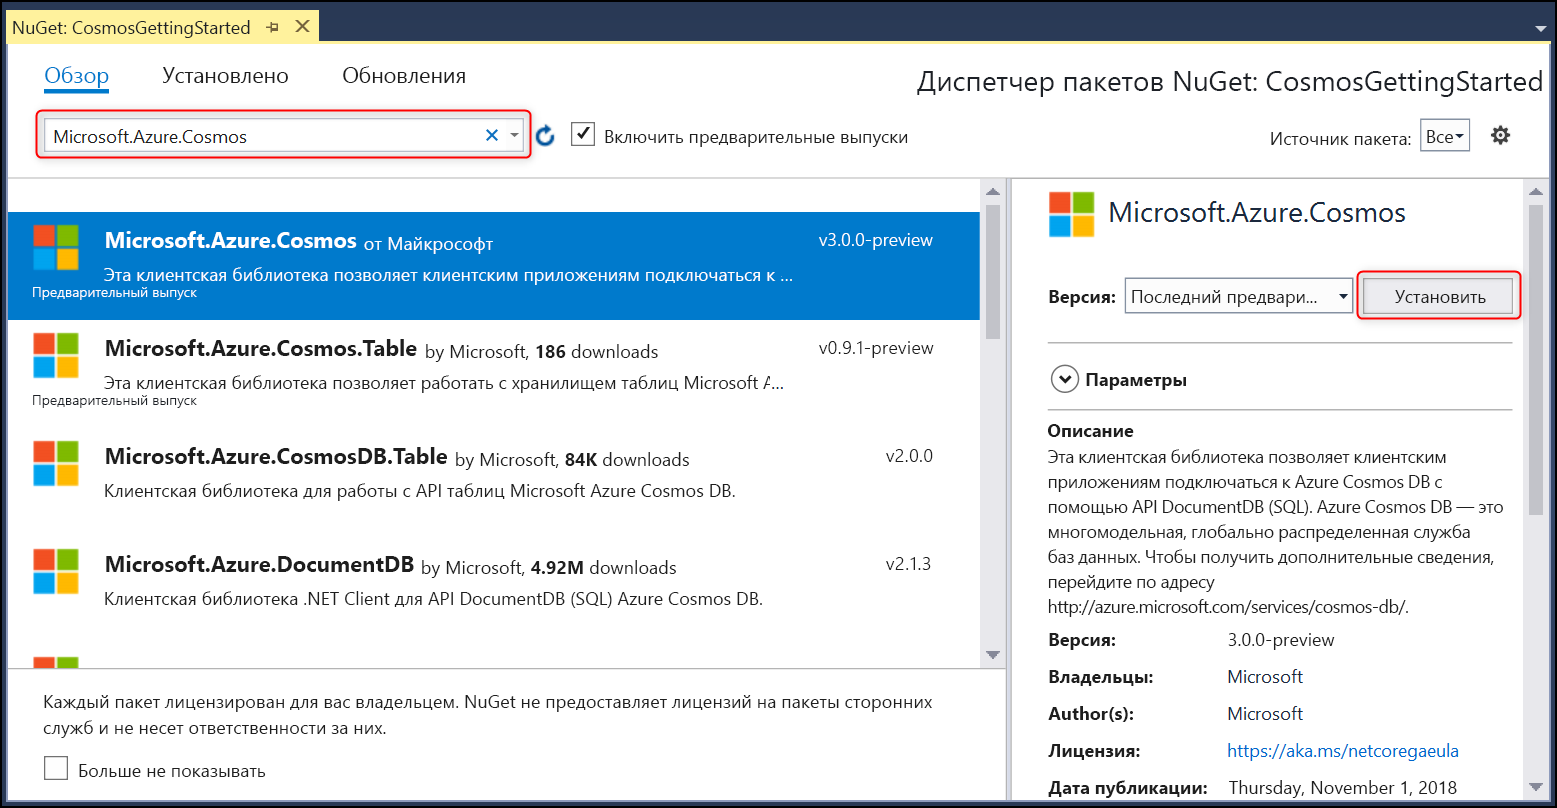 NuGet: CosmosGettingStarted
Обзор Установлено Обновления
Диспетчер пакетов NuGet: CosmosGettingStarted
Microsoft.Azure.Cosmos
Включить предварительные выпуски
Источник пакета: Все
Microsoft.Azure.Cosmos от Майкрософт v3.0.0-preview
Эта клиентская библиотека позволяет клиентским приложениям подключаться к ...
Предварительный выпуск
Microsoft.Azure.Cosmos.Table by Microsoft, 186 downloads v0.9.1-preview
Эта клиентская библиотека позволяет работать с хранилищем таблиц Microsoft A...
Предварительный выпуск
Microsoft.Azure.CosmosDB.Table by Microsoft, 84K downloads v2.0.0
Клиентская библиотека для работы с API таблиц Microsoft Azure Cosmos DB.
Microsoft.Azure.DocumentDB by Microsoft, 4.92M downloads v2.1.3
Клиентская библиотека .NET Client для API DocumentDB (SQL) Azure Cosmos DB.
Каждый пакет лицензирован для вас владельцем. NuGet не предоставляет лицензий на пакеты сторонних
служб и не несет ответственности за них.
Больше не показывать
Microsoft.Azure.Cosmos
Версия: Последний предвари... Установить
Параметры
Описание
Эта клиентская библиотека позволяет клиентским
приложениям подключаться к Azure Cosmos DB с
помощью API DocumentDB (SQL). Azure Cosmos DB — это
многомодельная, глобально распределенная служба
баз данных. Чтобы получить дополнительные сведения,
перейдите по адресу
http://azure.microsoft.com/services/cosmos-db/.
Версия: 3.0.0-preview
Владельцы: Microsoft
Author(s): Microsoft
Лицензия: https://aka.ms/netcoregaeula
Дата публикации: Thursday, November 1, 2018